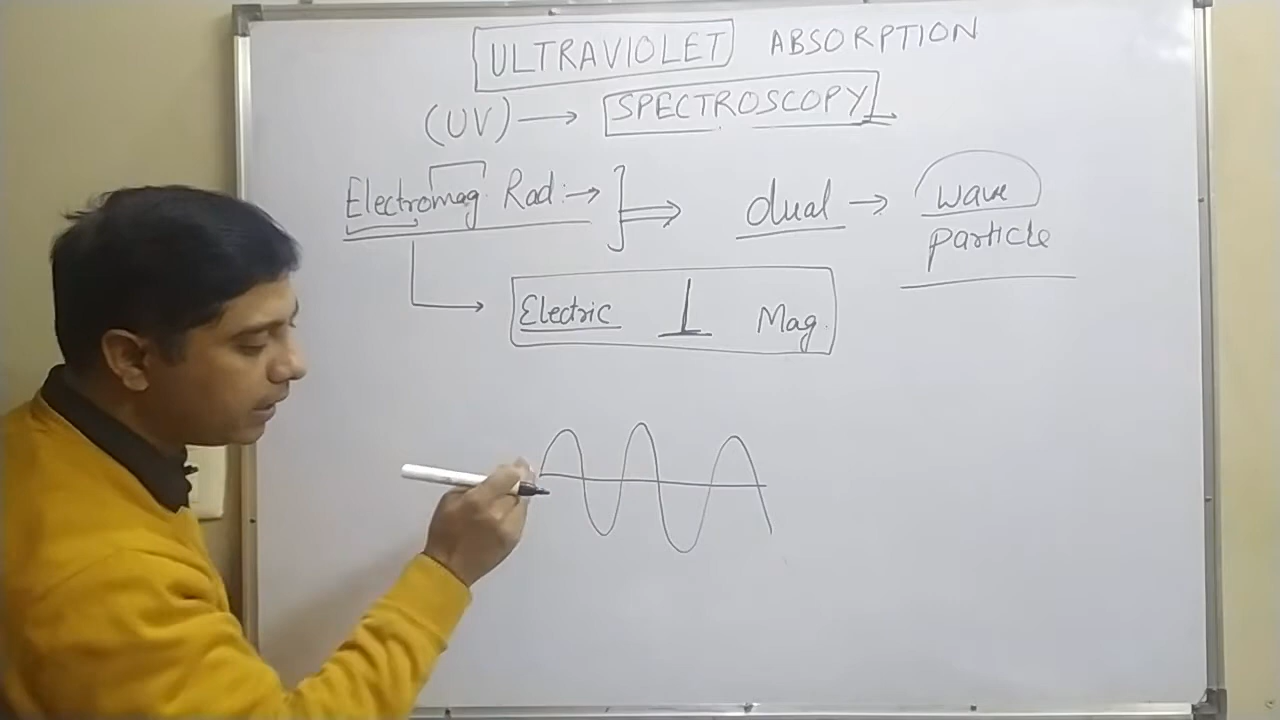 ULTRAVIOLET ABSORPTION
(UV) → SPECTROSCOPY
Electromag. Rad. → ⇒ dual → wave
particle
Electric ⊥ Mag.